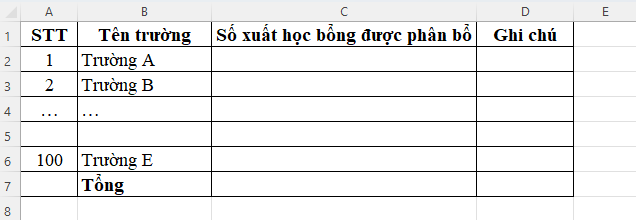 A B C D E
1 STT Tên trường Số xuất học bổng được phân bổ Ghi chú
2 1 Trường A
3 2 Trường B
4 … …
5
6 100 Trường E
7 Tổng
8